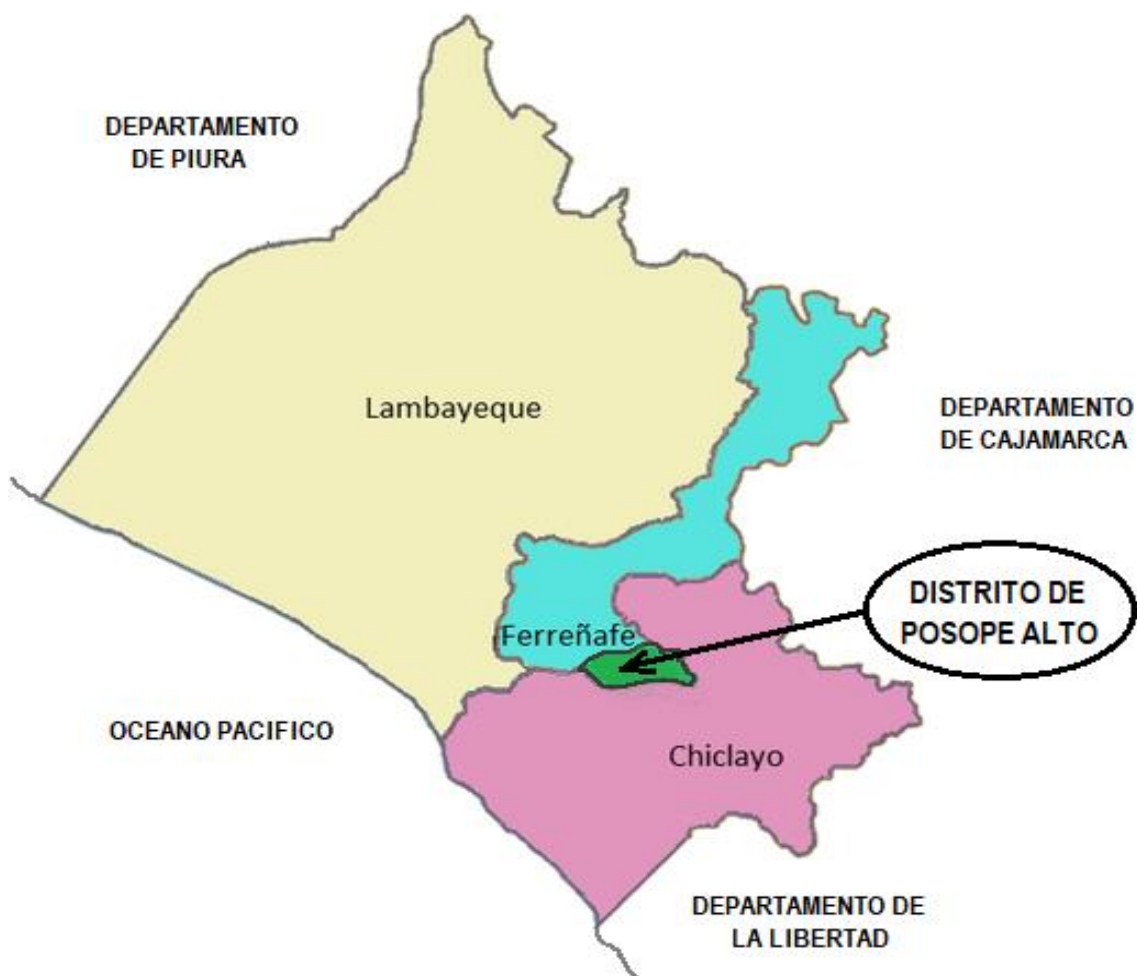 DEPARTAMENTO
DE PIURA
Lambayeque
DEPARTAMENTO
DE CAJAMARCA
DISTRITO DE
POSOPE ALTO
Ferreñafe
OCEANO PACIFICO
Chiclayo
DEPARTAMENTO DE
LA LIBERTAD